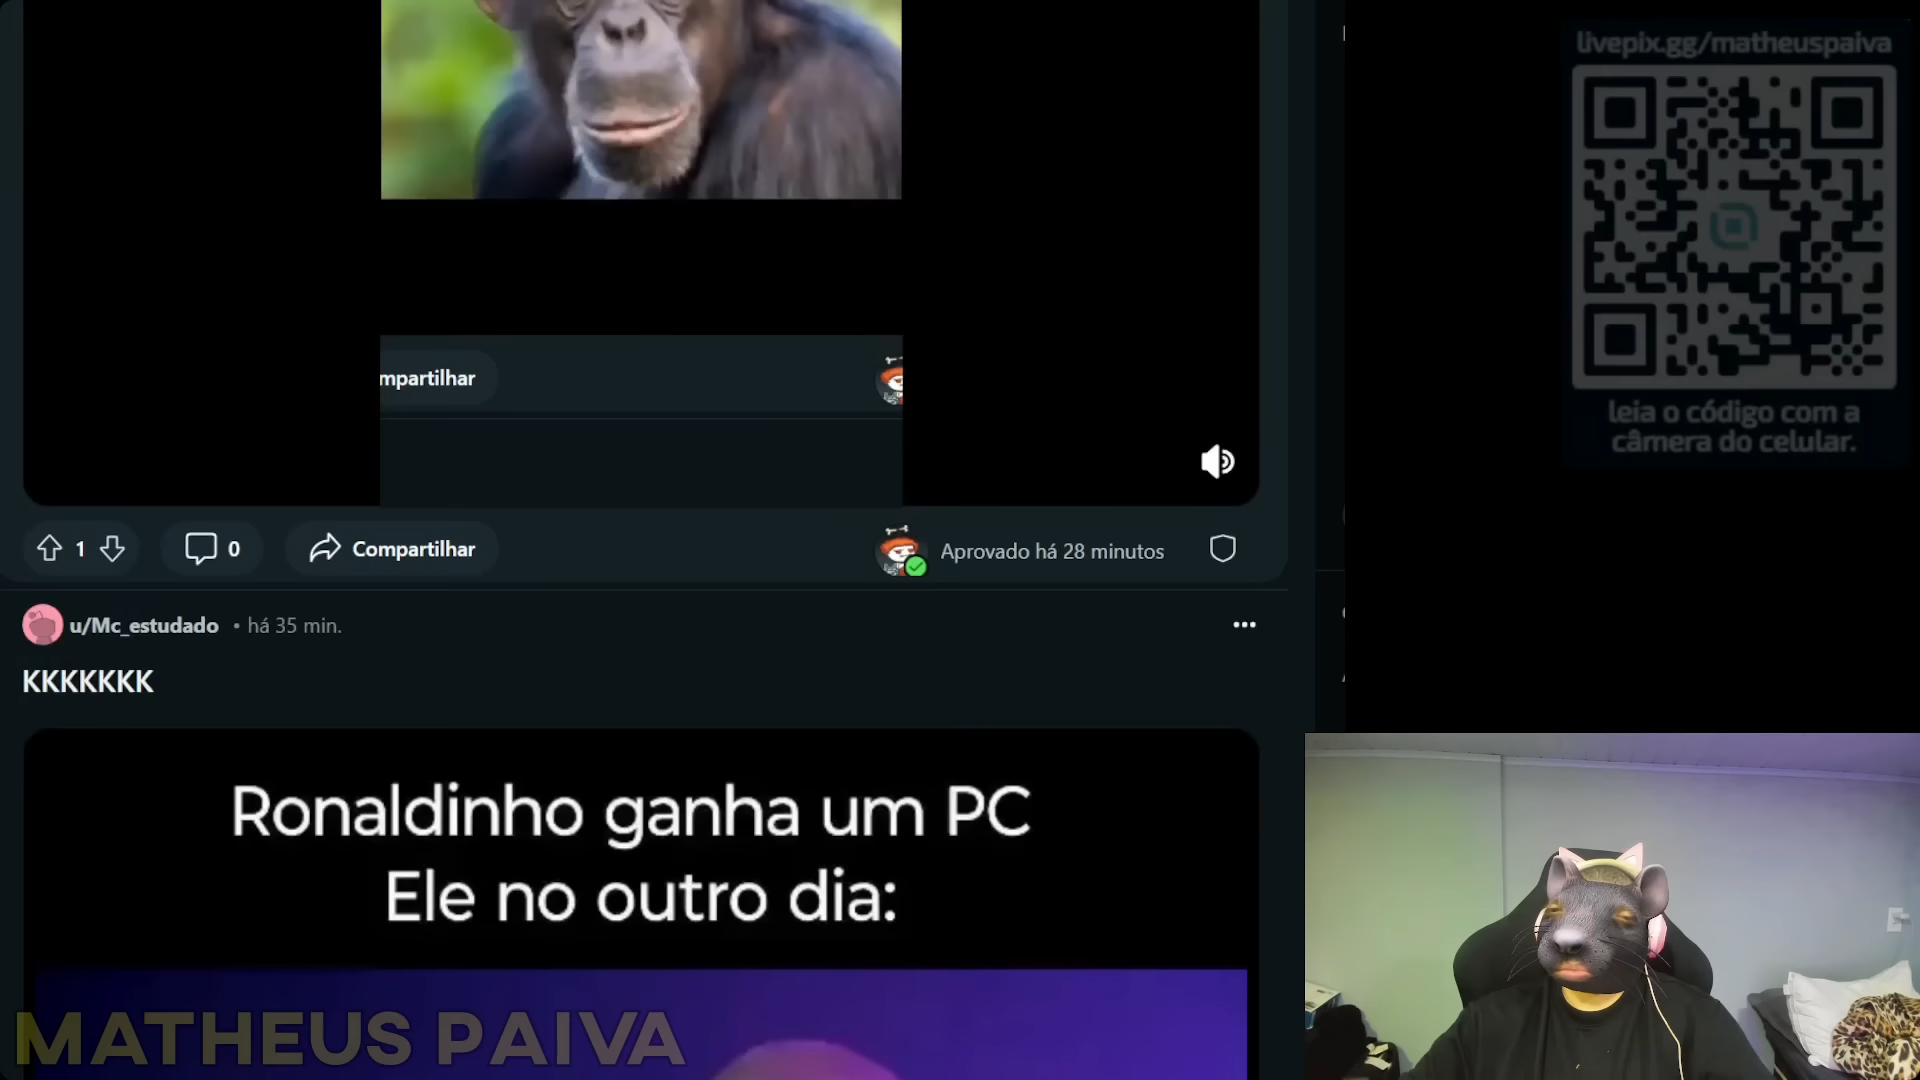 livepix.gg/matheuspaiva
leia o código com a
câmera do celular.
mpartilhar
1
0
Compartilhar
Aprovado há 28 minutos
u/Mc_estudado • há 35 min.
KKKKKKK
Ronaldinho ganha um PC
Ele no outro dia:
MATHEUS PAIVA